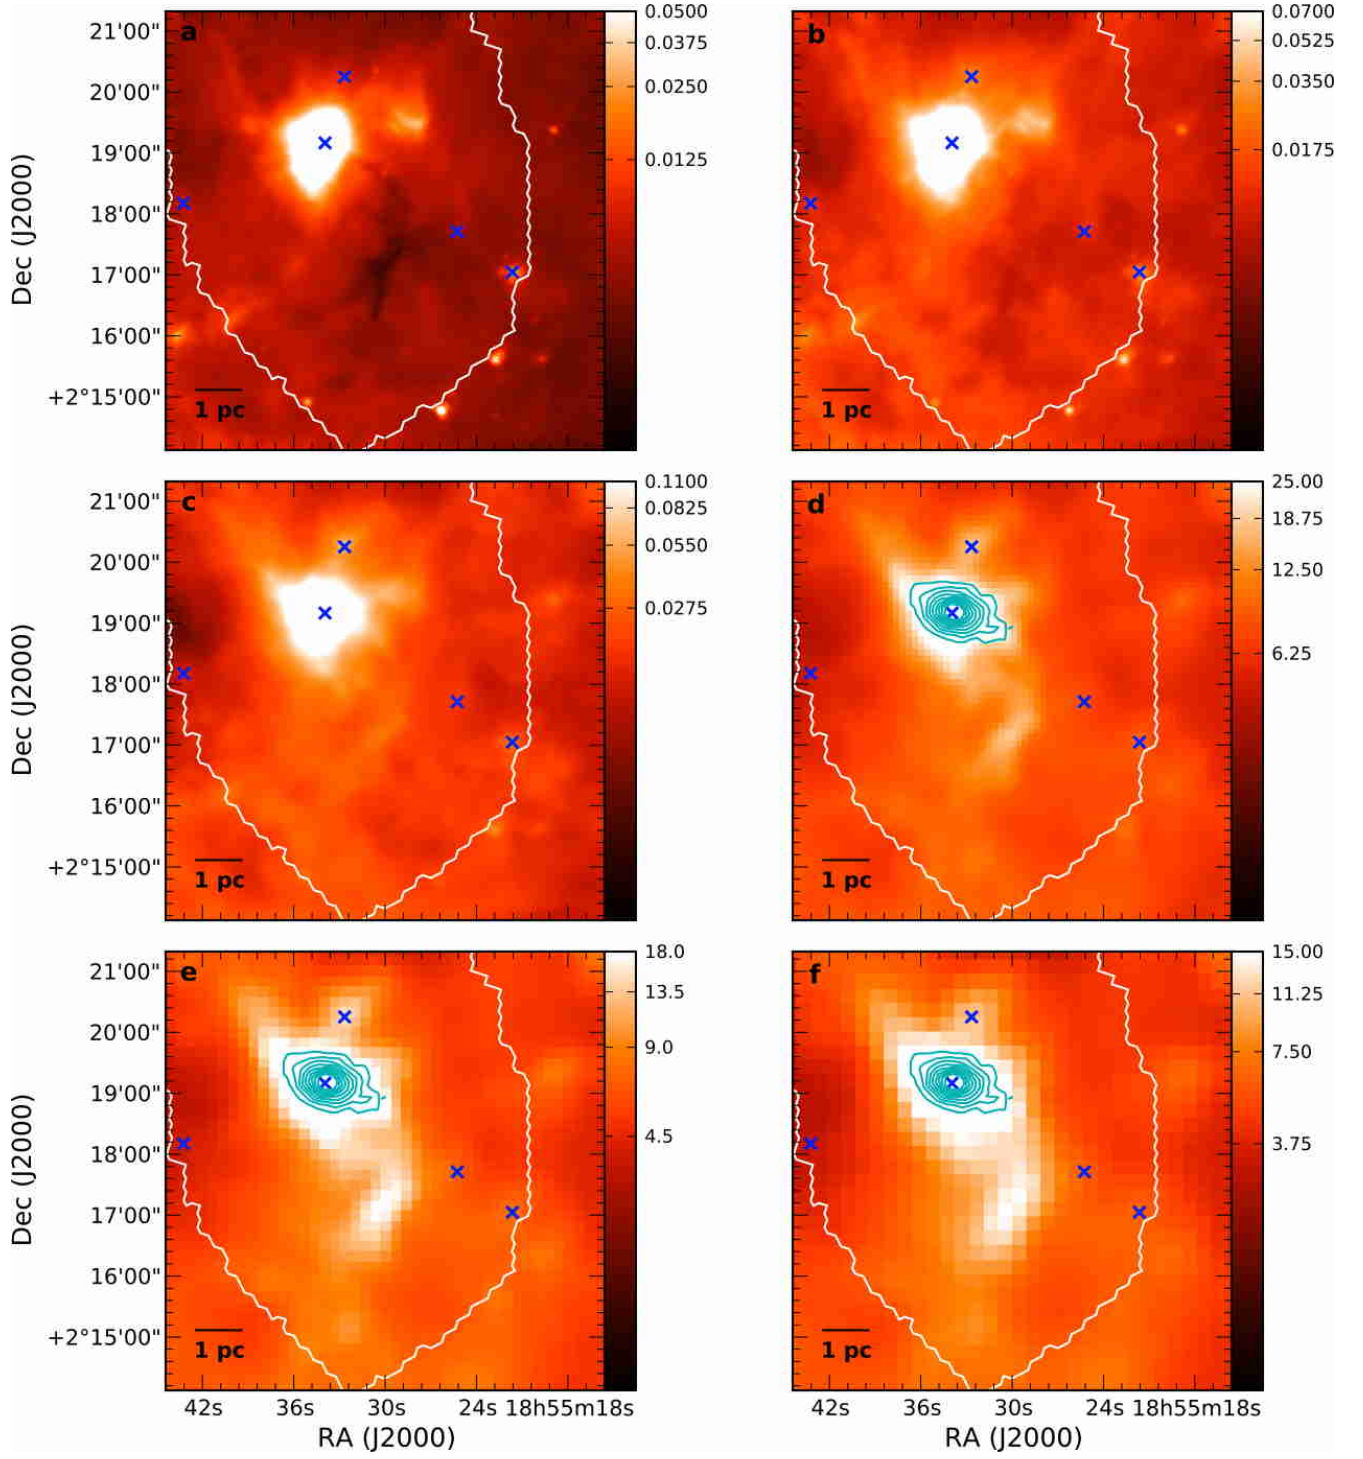 a
b
21'00"
20'00"
19'00"
18'00"
17'00"
16'00"
+2°15'00"
Dec (J2000)
1 pc
0.0500
0.0375
0.0250
0.0125
1 pc
0.0700
0.0525
0.0350
0.0175
c
d
21'00"
20'00"
19'00"
18'00"
17'00"
16'00"
+2°15'00"
Dec (J2000)
1 pc
0.1100
0.0825
0.0550
0.0275
1 pc
25.00
18.75
12.50
6.25
e
f
21'00"
20'00"
19'00"
18'00"
17'00"
16'00"
+2°15'00"
Dec (J2000)
1 pc
18.0
13.5
9.0
4.5
1 pc
15.00
11.25
7.50
3.75
42s 36s 30s 24s 18h55m18s
RA (J2000)
42s 36s 30s 24s 18h55m18s
RA (J2000)